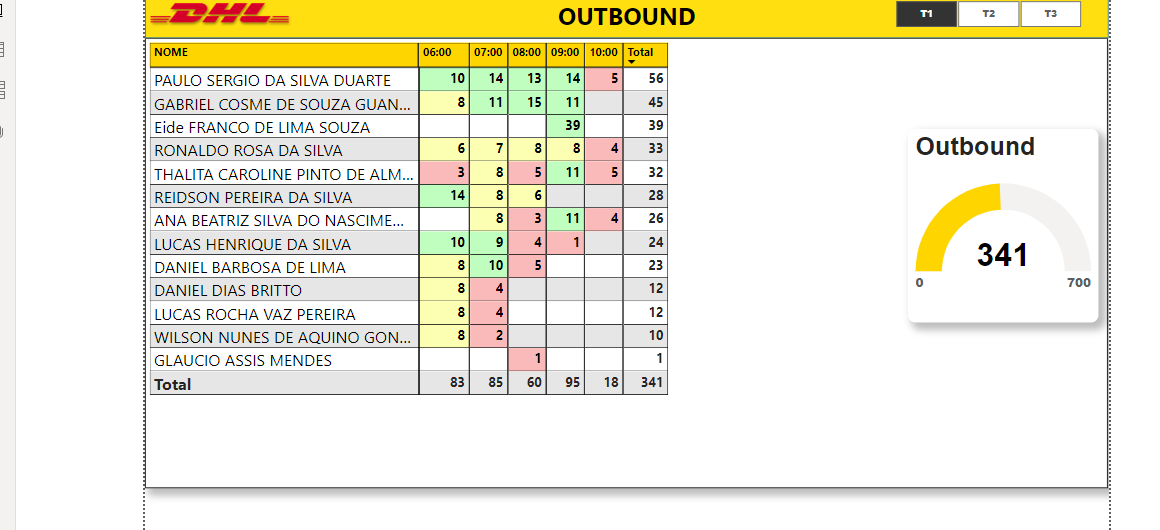 DHL
OUTBOUND
T1 T2 T3
NOME 06:00 07:00 08:00 09:00 10:00 Total
PAULO SERGIO DA SILVA DUARTE 10 14 13 14 5 56
GABRIEL COSME DE SOUZA GUAN... 8 11 15 11 45
Eide FRANCO DE LIMA SOUZA 39 39
RONALDO ROSA DA SILVA 6 7 8 8 4 33
THALITA CAROLINE PINTO DE ALM... 3 8 5 11 5 32
REIDSON PEREIRA DA SILVA 14 8 6 28
ANA BEATRIZ SILVA DO NASCIME... 8 3 11 4 26
LUCAS HENRIQUE DA SILVA 10 9 4 1 24
DANIEL BARBOSA DE LIMA 8 10 5 23
DANIEL DIAS BRITTO 8 4 12
LUCAS ROCHA VAZ PEREIRA 8 4 12
WILSON NUNES DE AQUINO GON... 8 2 10
GLAUCIO ASSIS MENDES 1 1
Total 83 85 60 95 18 341
Outbound
341
0 700